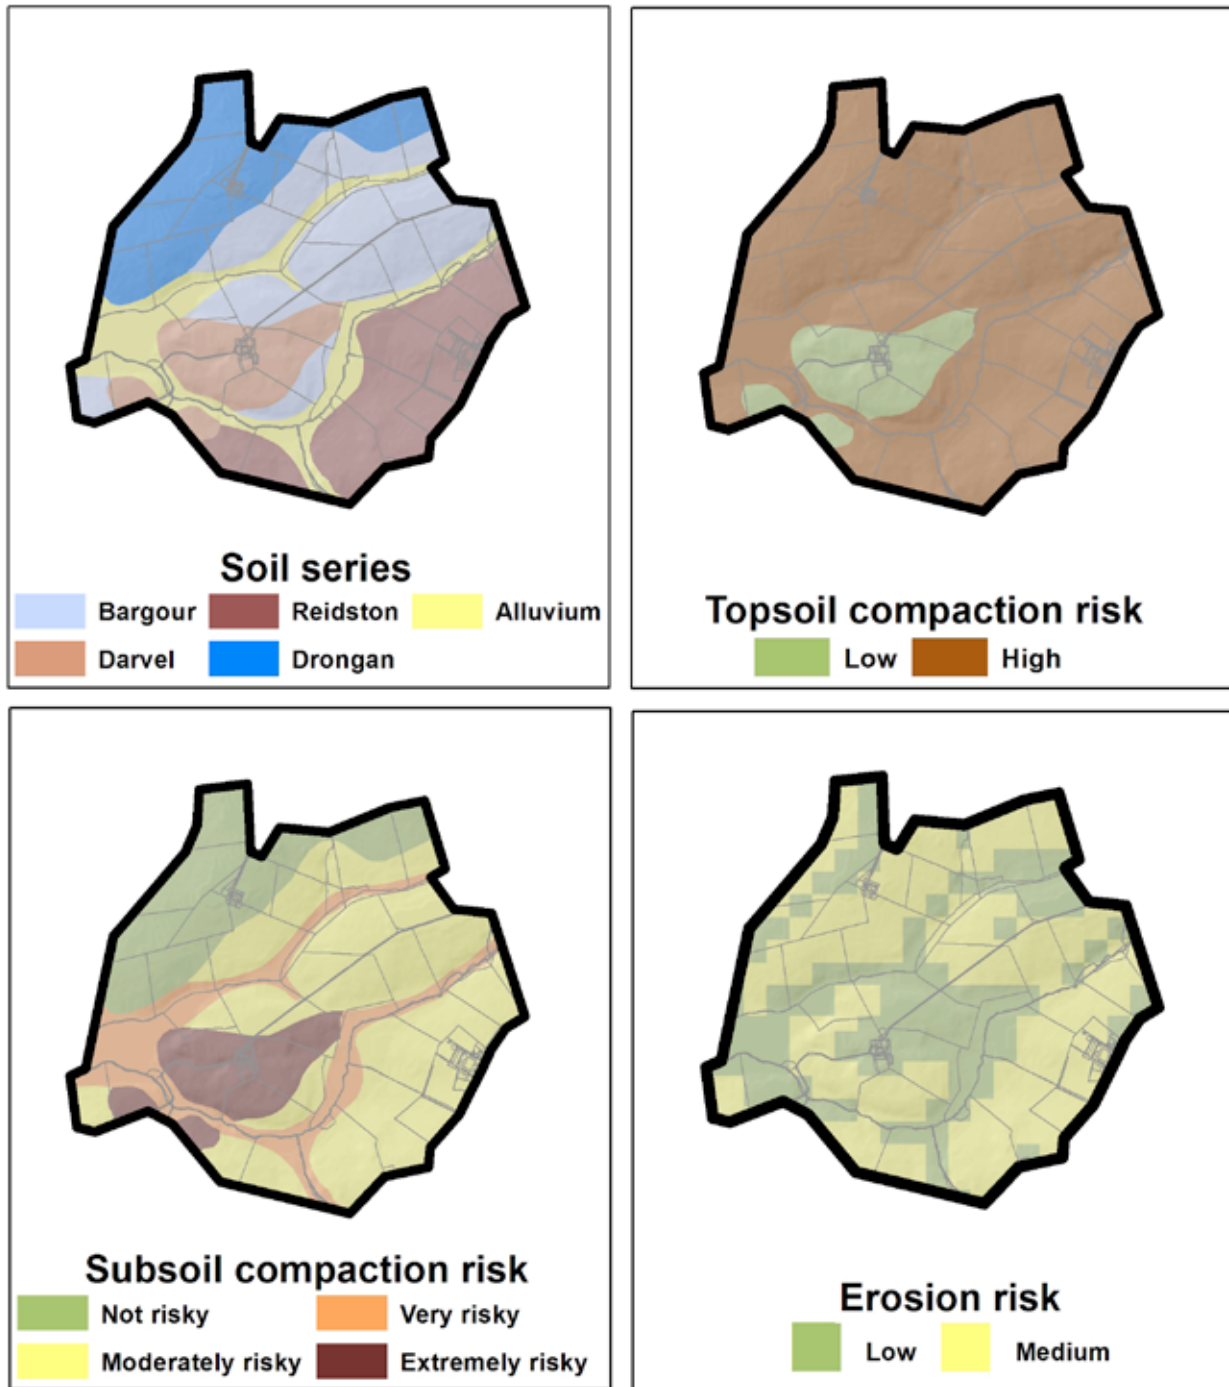 Soil series
Bargour Reidston Alluvium
Darvel Drongan
Topsoil compaction risk
Low High
Subsoil compaction risk
Not risky Very risky
Moderately risky Extremely risky
Erosion risk
Low Medium